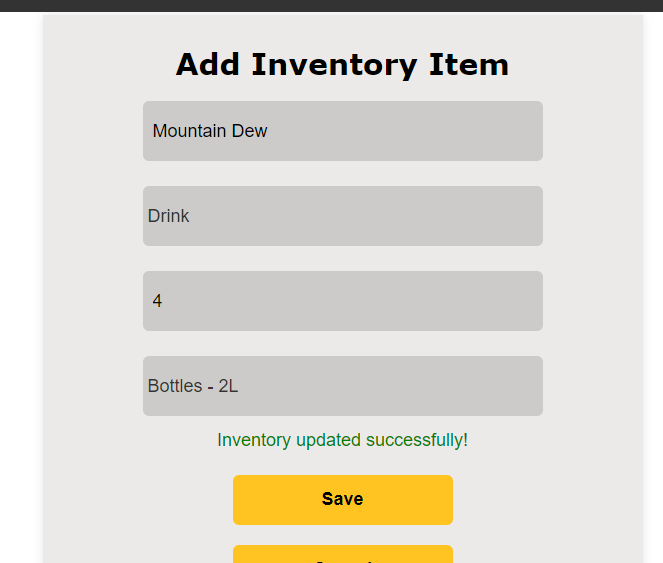 Add Inventory Item
Mountain Dew
Drink
4
Bottles - 2L
Inventory updated successfully!
Save